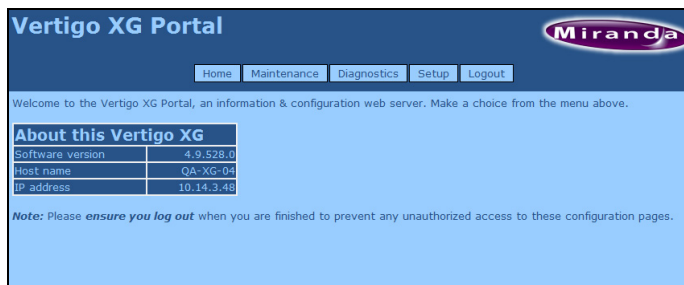 Vertigo XG Portal
Miranda
Home Maintenance Diagnostics Setup Logout
Welcome to the Vertigo XG Portal, an information & configuration web server. Make a choice from the menu above.
About this Vertigo XG
Software version 4.9.528.0
Host name QA-XG-04
IP address 10.14.3.48
Note: Please ensure you log out when you are finished to prevent any unauthorized access to these configuration pages.